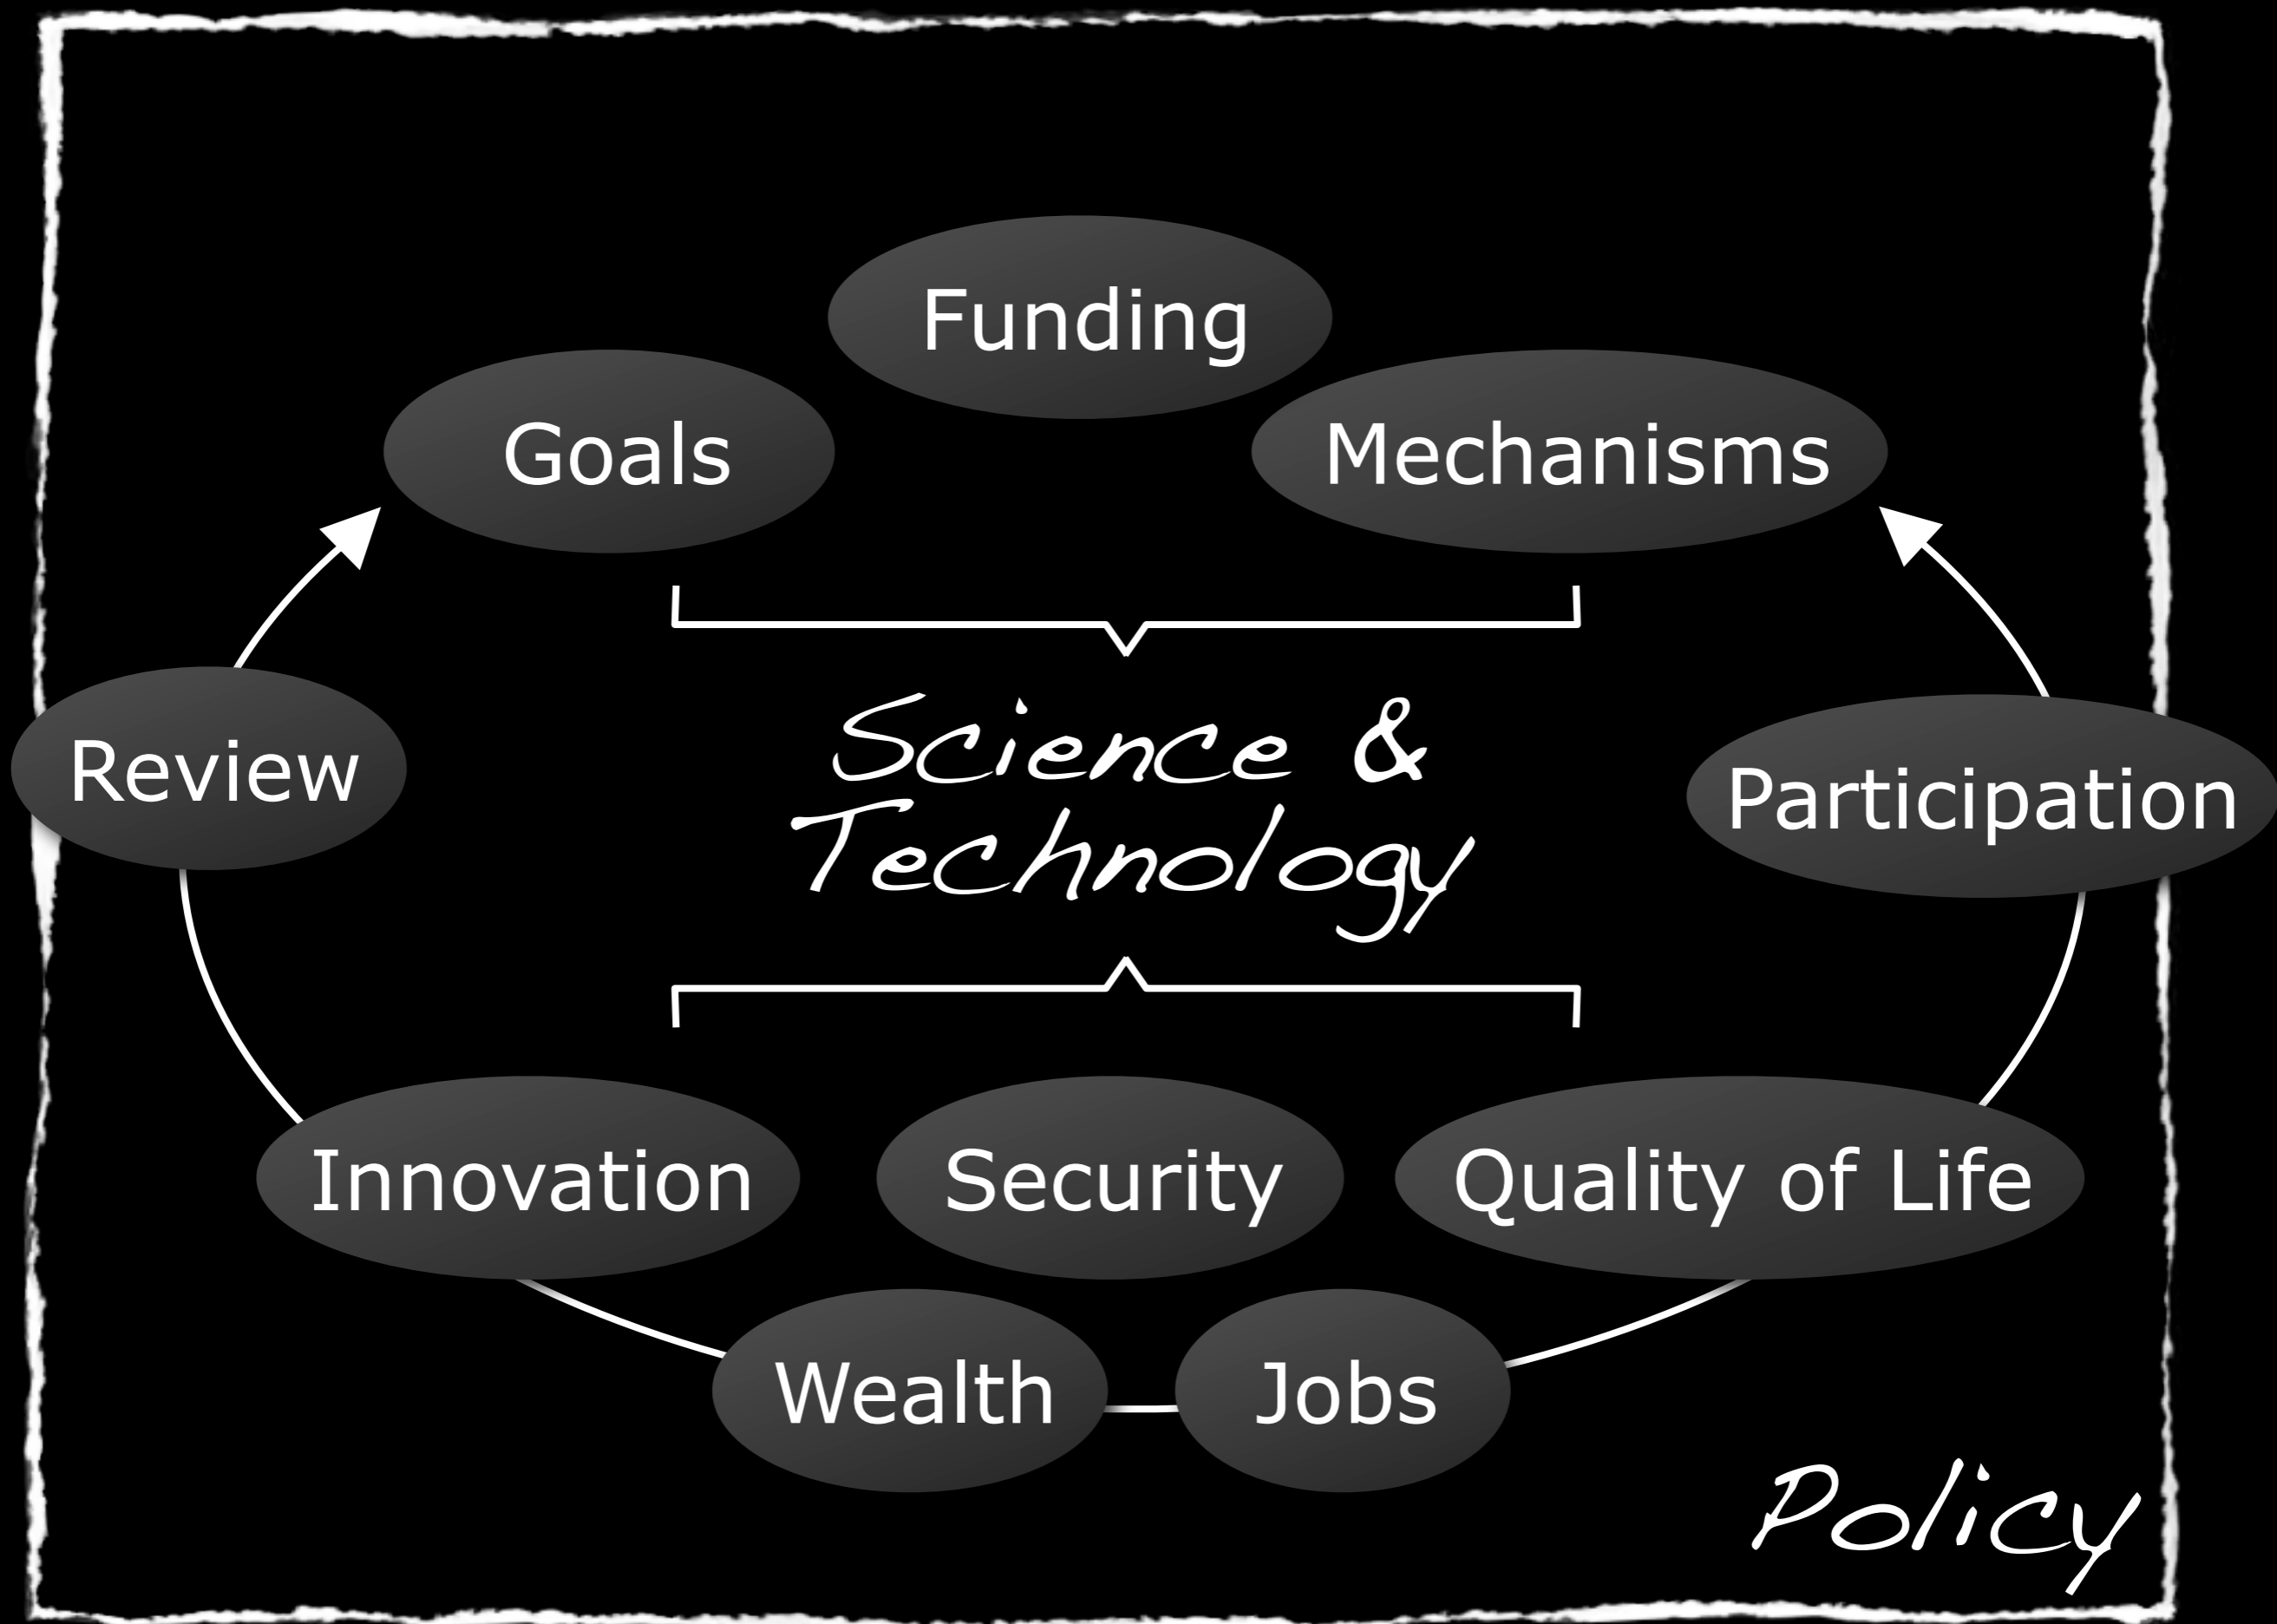 Funding
Goals
Mechanisms
Science &
Technology
Review
Participation
Innovation
Security
Quality of Life
Wealth
Jobs
Policy